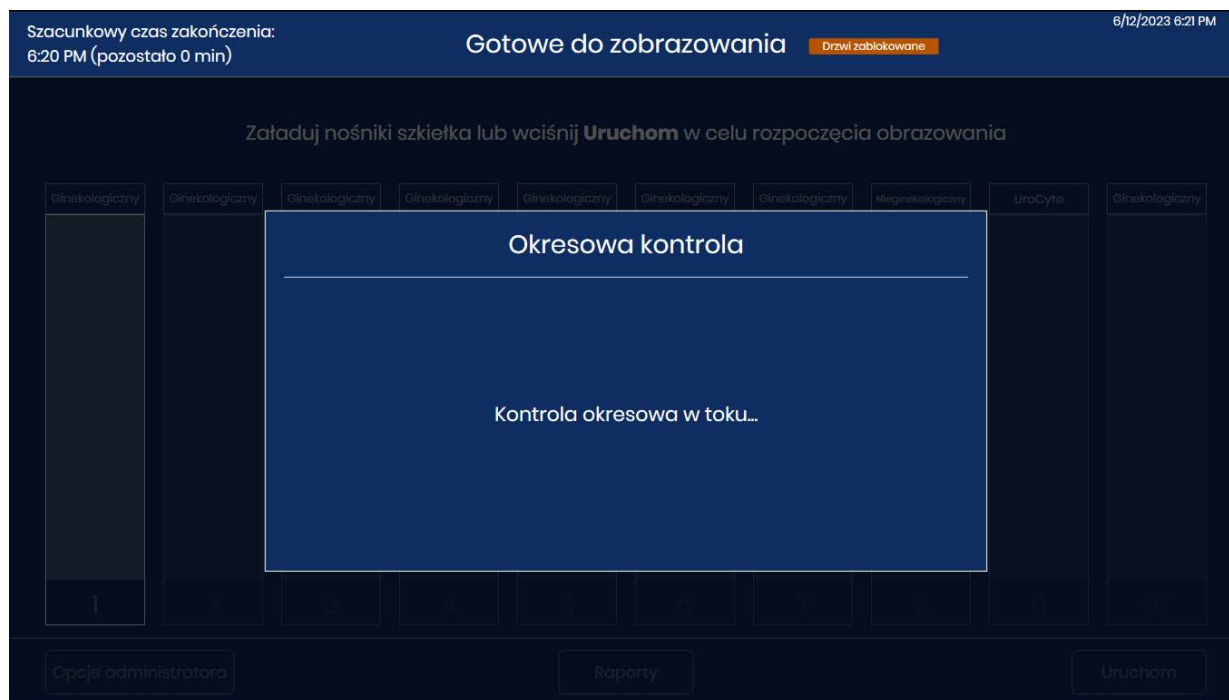 Szacunkowy czas zakończenia:
6:20 PM (pozostało 0 min)
Gotowe do zobrazowania
Drzwi zablokowane
6/12/2023 6:21 PM
Załaduj nośniki szkiełka lub wciśnij Uruchom w celu rozpoczęcia obrazowania
Ginekologiczny Ginekologiczny Ginekologiczny Ginekologiczny Ginekologiczny Ginekologiczny Ginekologiczny Nieginekologiczny UroCyte Ginekologiczny
Okresowa kontrola
Kontrola okresowa w toku...
1 2 3 4 5 6 7 8 9 10
Opcje administratora Raporty Uruchom